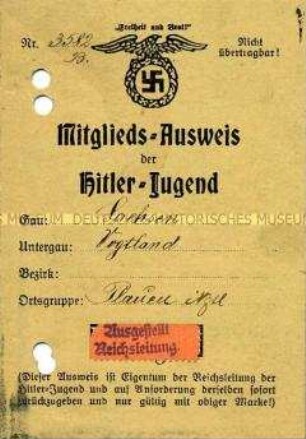 „Freiheit und Brot!"
Nr. 3582
Nicht
übertragbar!
Mitglieds-Ausweis
der
Hitler-Jugend
Gau: Sachsen
Untergau: Vogtland
Bezirk:
Ortsgruppe: Plauen i.
Ausgestellt
Reichsleitung
(Dieser Ausweis ist Eigentum der Reichsleitung der
Hitler-Jugend und auf Anforderung derselben sofort
zurückzugeben und nur gültig mit obiger Marke!)